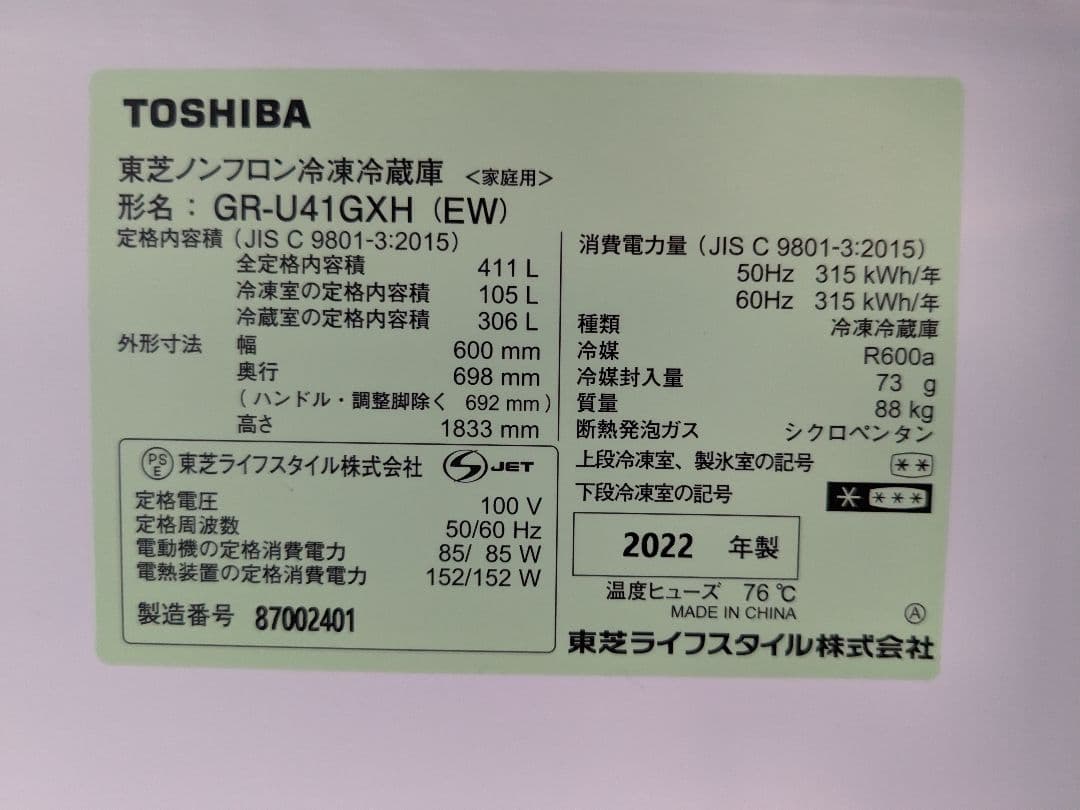 TOSHIBA
東芝ノンフロン冷凍冷蔵庫 <家庭用>
形名： GR-U41GXH (EW)
定格内容積 (JIS C 9801-3:2015)
全定格内容積 411 L
冷凍室の定格内容積 105 L
冷蔵室の定格内容積 306 L
外形寸法 幅 600 mm
奥行 698 mm
(ハンドル・調整脚除く 692 mm)
高さ 1833 mm
PS
E
東芝ライフスタイル株式会社 S JET
定格電圧 100 V
定格周波数 50/60 Hz
電動機の定格消費電力 85/ 85 W
電熱装置の定格消費電力 152/152 W
製造番号 87002401
消費電力量 (JIS C 9801-3:2015)
50Hz 315 kWh/年
60Hz 315 kWh/年
種類 冷凍冷蔵庫
冷媒 R600a
冷媒封入量 73 g
質量 88 kg
断熱発泡ガス シクロペンタン
上段冷凍室、製氷室の記号 **
下段冷凍室の記号 * ***
2022 年製
温度ヒューズ 76 ℃
MADE IN CHINA Ⓐ
東芝ライフスタイル株式会社